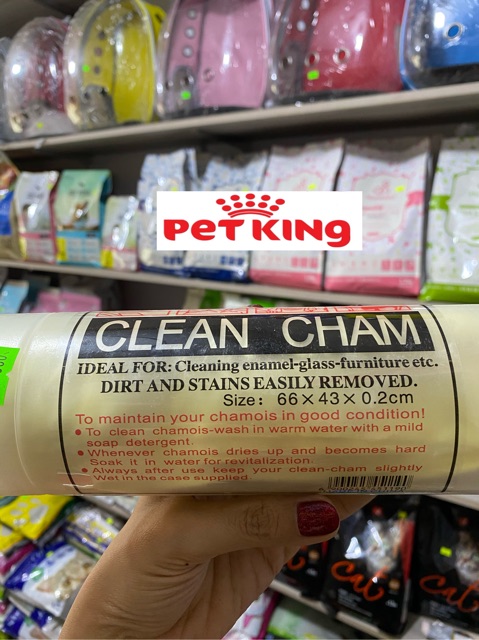 PET KING
CLEAN CHAM
IDEAL FOR: Cleaning enamel-glass-furniture etc.
DIRT AND STAINS EASILY REMOVED.
Size: 66×43×0.2cm
To maintain your chamois in good condition!
● To clean chamois-wash in warm water with a mild
soap detergent.
● Whenever chamois dries up and becomes hard
Soak it in water for revitalization.
● Always after use keep your clean-cham slightly
Wet in the case supplied.
cat
cat